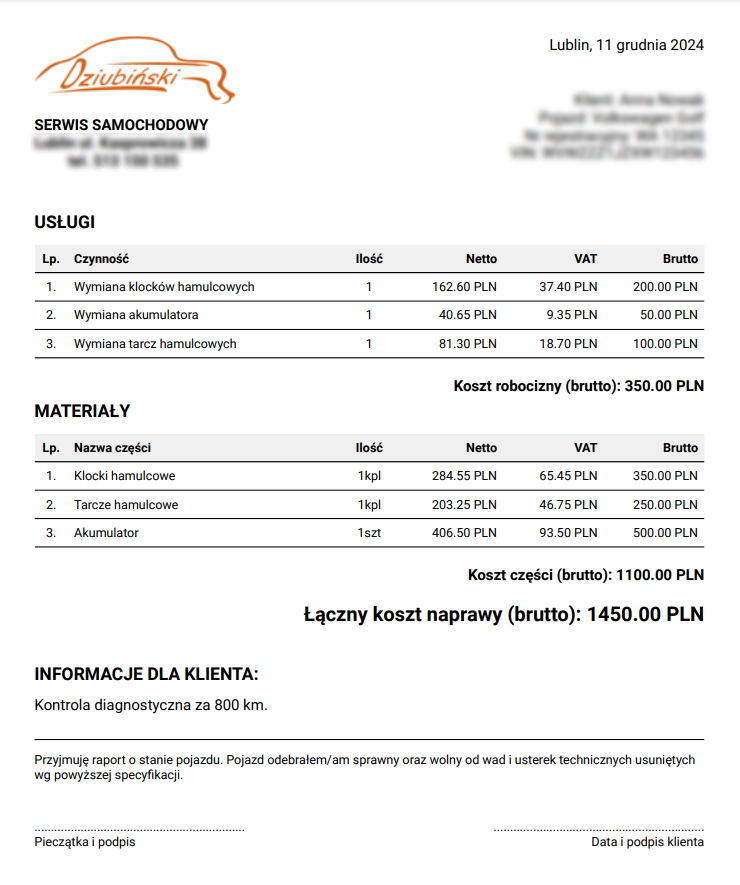 Dziubiński
Lublin, 11 grudnia 2024
SERWIS SAMOCHODOWY
USŁUGI
Lp. Czynność Ilość Netto VAT Brutto
1. Wymiana klocków hamulcowych 1 162.60 PLN 37.40 PLN 200.00 PLN
2. Wymiana akumulatora 1 40.65 PLN 9.35 PLN 50.00 PLN
3. Wymiana tarcz hamulcowych 1 81.30 PLN 18.70 PLN 100.00 PLN
Koszt robocizny (brutto): 350.00 PLN
MATERIAŁY
Lp. Nazwa części Ilość Netto VAT Brutto
1. Klocki hamulcowe 1kpl 284.55 PLN 65.45 PLN 350.00 PLN
2. Tarcze hamulcowe 1kpl 203.25 PLN 46.75 PLN 250.00 PLN
3. Akumulator 1szt 406.50 PLN 93.50 PLN 500.00 PLN
Koszt części (brutto): 1100.00 PLN
Łączny koszt naprawy (brutto): 1450.00 PLN
INFORMACJE DLA KLIENTA:
Kontrola diagnostyczna za 800 km.
Przyjmuję raport o stanie pojazdu. Pojazd odebrałem/am sprawny oraz wolny od wad i usterek technicznych usuniętych
wg powyższej specyfikacji.
Pieczątka i podpis
Data i podpis klienta